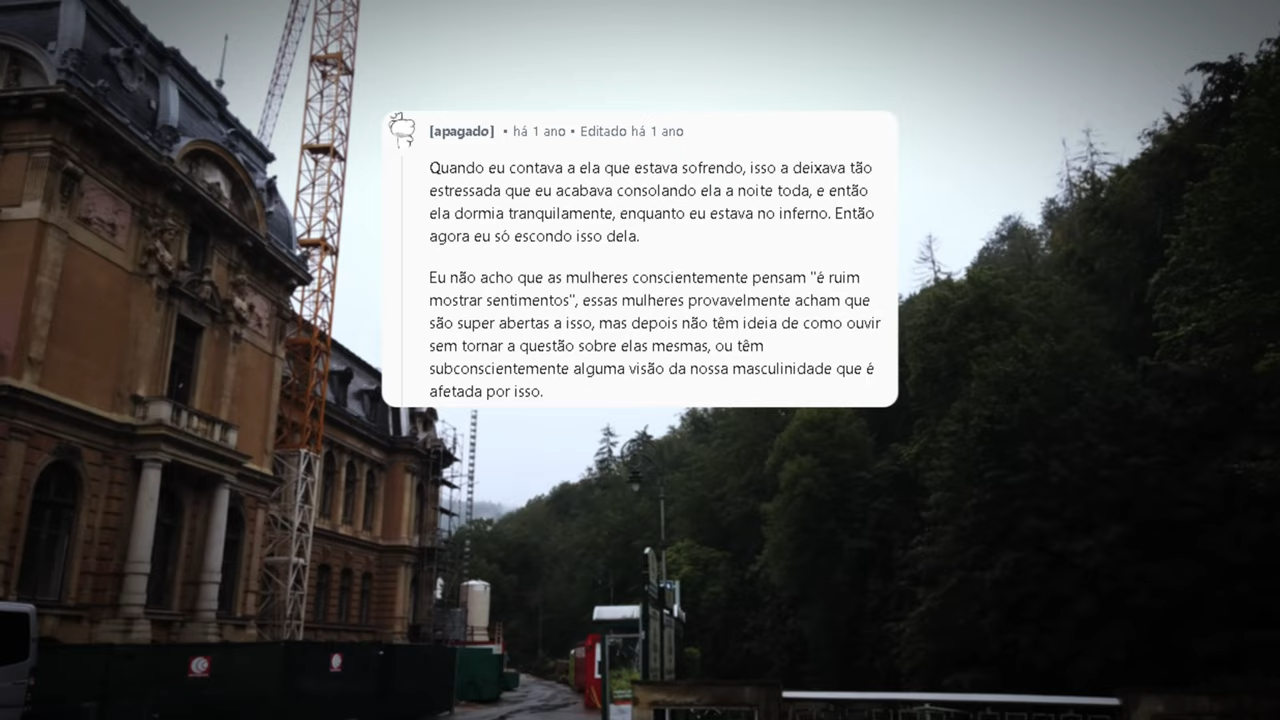 [apagado] • há 1 ano • Editado há 1 ano
Quando eu contava a ela que estava sofrendo, isso a deixava tão
estressada que eu acabava consolando ela a noite toda, e então
ela dormia tranquilamente, enquanto eu estava no inferno. Então
agora eu só escondo isso dela.
Eu não acho que as mulheres conscientemente pensam "é ruim
mostrar sentimentos", essas mulheres provavelmente acham que
são super abertas a isso, mas depois não têm ideia de como ouvir
sem tornar a questão sobre elas mesmas, ou têm
subconscientemente alguma visão da nossa masculinidade que é
afetada por isso.